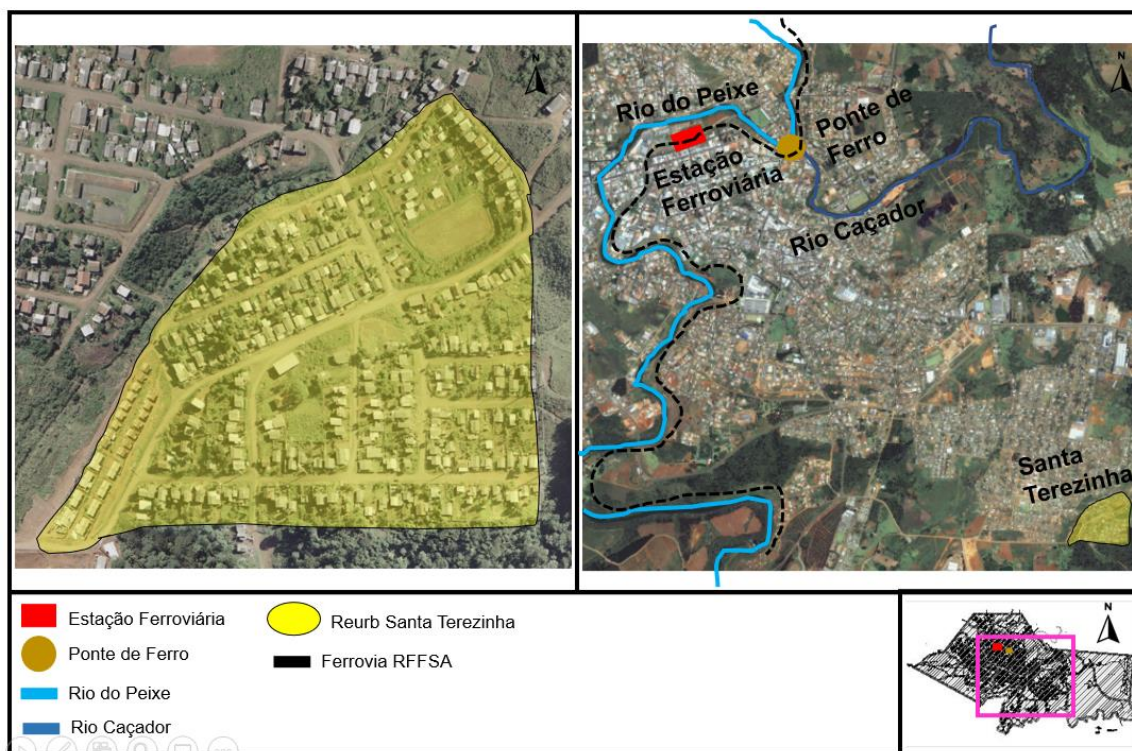 N
N
Rio do Peixe
Ponte de
Ferro
Estação
Ferroviária
Rio Caçador
Santa
Terezinha
Estação Ferroviária
Reurb Santa Terezinha
Ponte de Ferro
Ferrovia RFFSA
Rio do Peixe
Rio Caçador
N